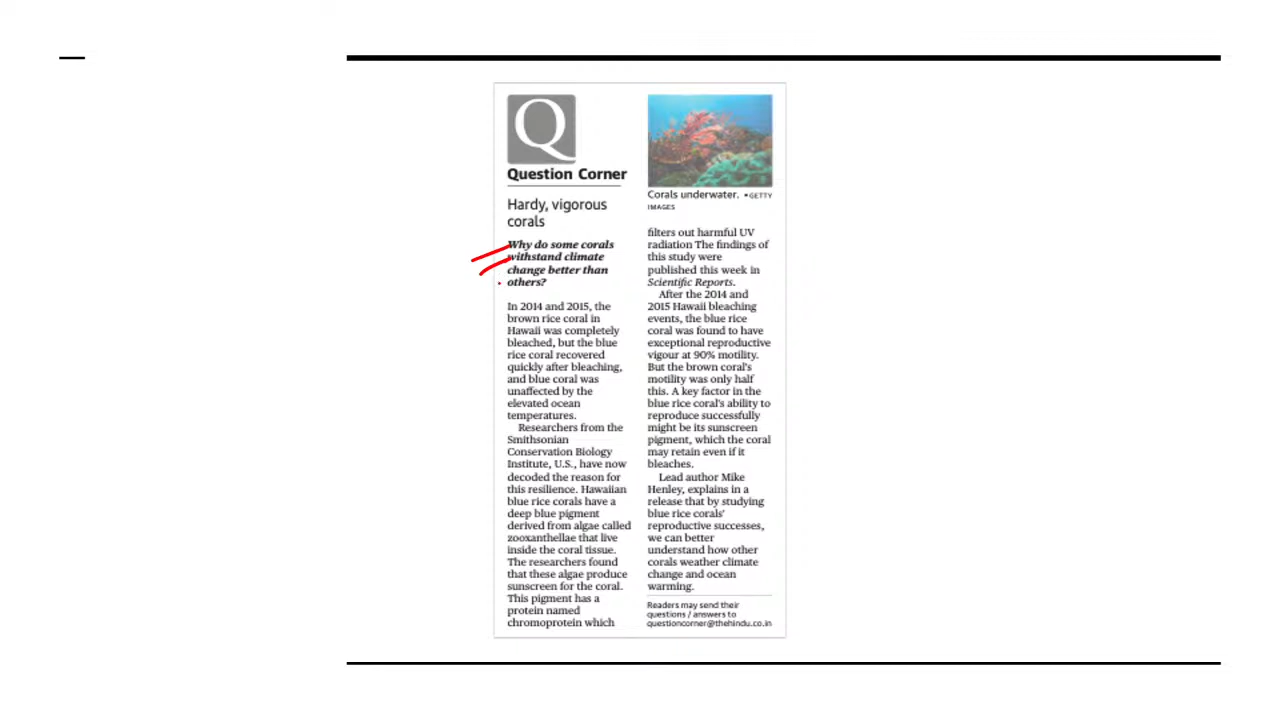 Q
Question Corner
Hardy, vigorous
corals
Why do some corals
withstand climate
change better than
others?
In 2014 and 2015, the
brown rice coral in
Hawaii was completely
bleached, but the blue
rice coral recovered
quickly after bleaching,
and blue coral was
unaffected by the
elevated ocean
temperatures.
Researchers from the
Smithsonian
Conservation Biology
Institute, U.S., have now
decoded the reason for
this resilience. Hawaiian
blue rice corals have a
deep blue pigment
derived from algae called
zooxanthellae that live
inside the coral tissue.
The researchers found
that these algae produce
sunscreen for the coral.
This pigment has a
protein named
chromoprotein which
Corals underwater. •GETTY
IMAGES
filters out harmful UV
radiation The findings of
this study were
published this week in
Scientific Reports.
After the 2014 and
2015 Hawaii bleaching
events, the blue rice
coral was found to have
exceptional reproductive
vigour at 90% motility.
But the brown coral's
motility was only half
this. A key factor in the
blue rice coral's ability to
reproduce successfully
might be its sunscreen
pigment, which the coral
may retain even if it
bleaches.
Lead author Mike
Henley, explains in a
release that by studying
blue rice corals'
reproductive successes,
we can better
understand how other
corals weather climate
change and ocean
warming.
Readers may send their
questions / answers to
questioncorner@thehindu.co.in